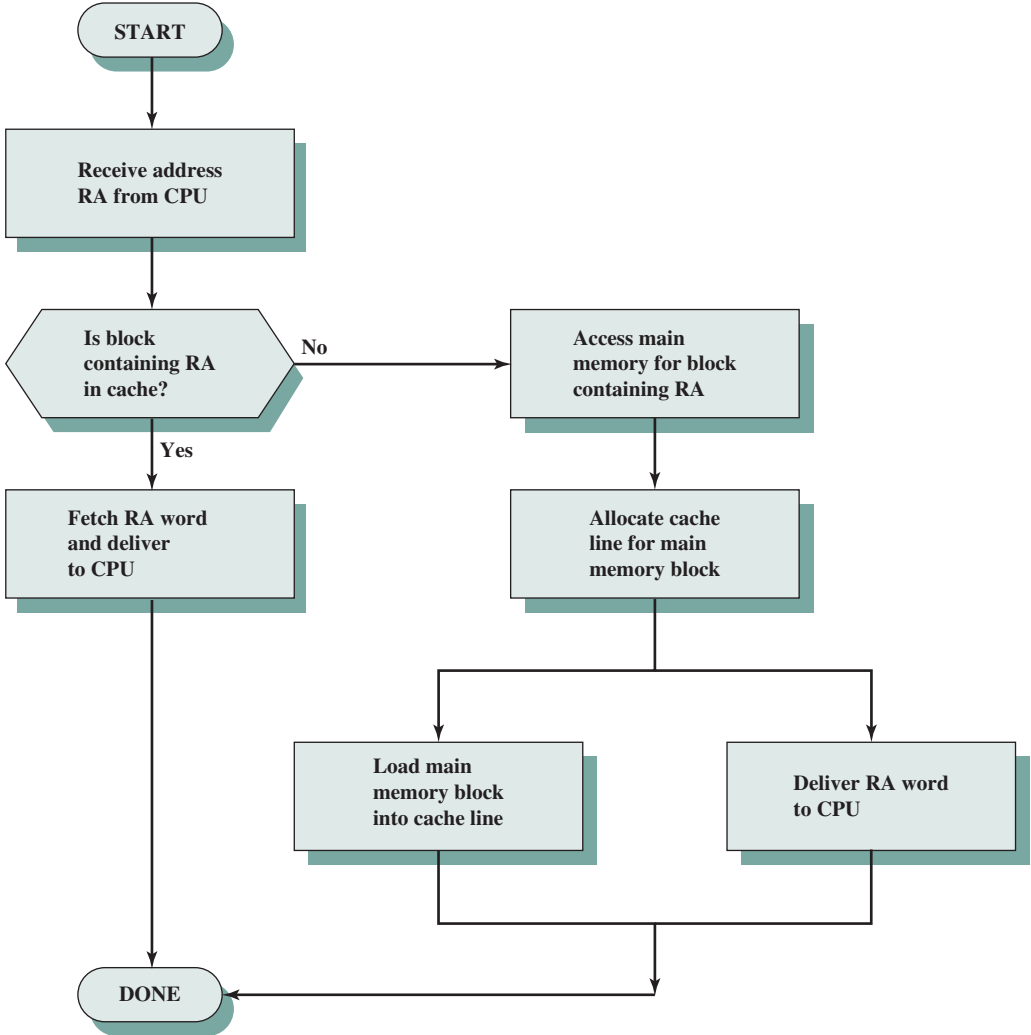 START
Receive address
RA from CPU
Is block
containing RA
in cache?
No
Access main
memory for block
containing RA
Yes
Fetch RA word
and deliver
to CPU
Allocate cache
line for main
memory block
Load main
memory block
into cache line
Deliver RA word
to CPU
DONE